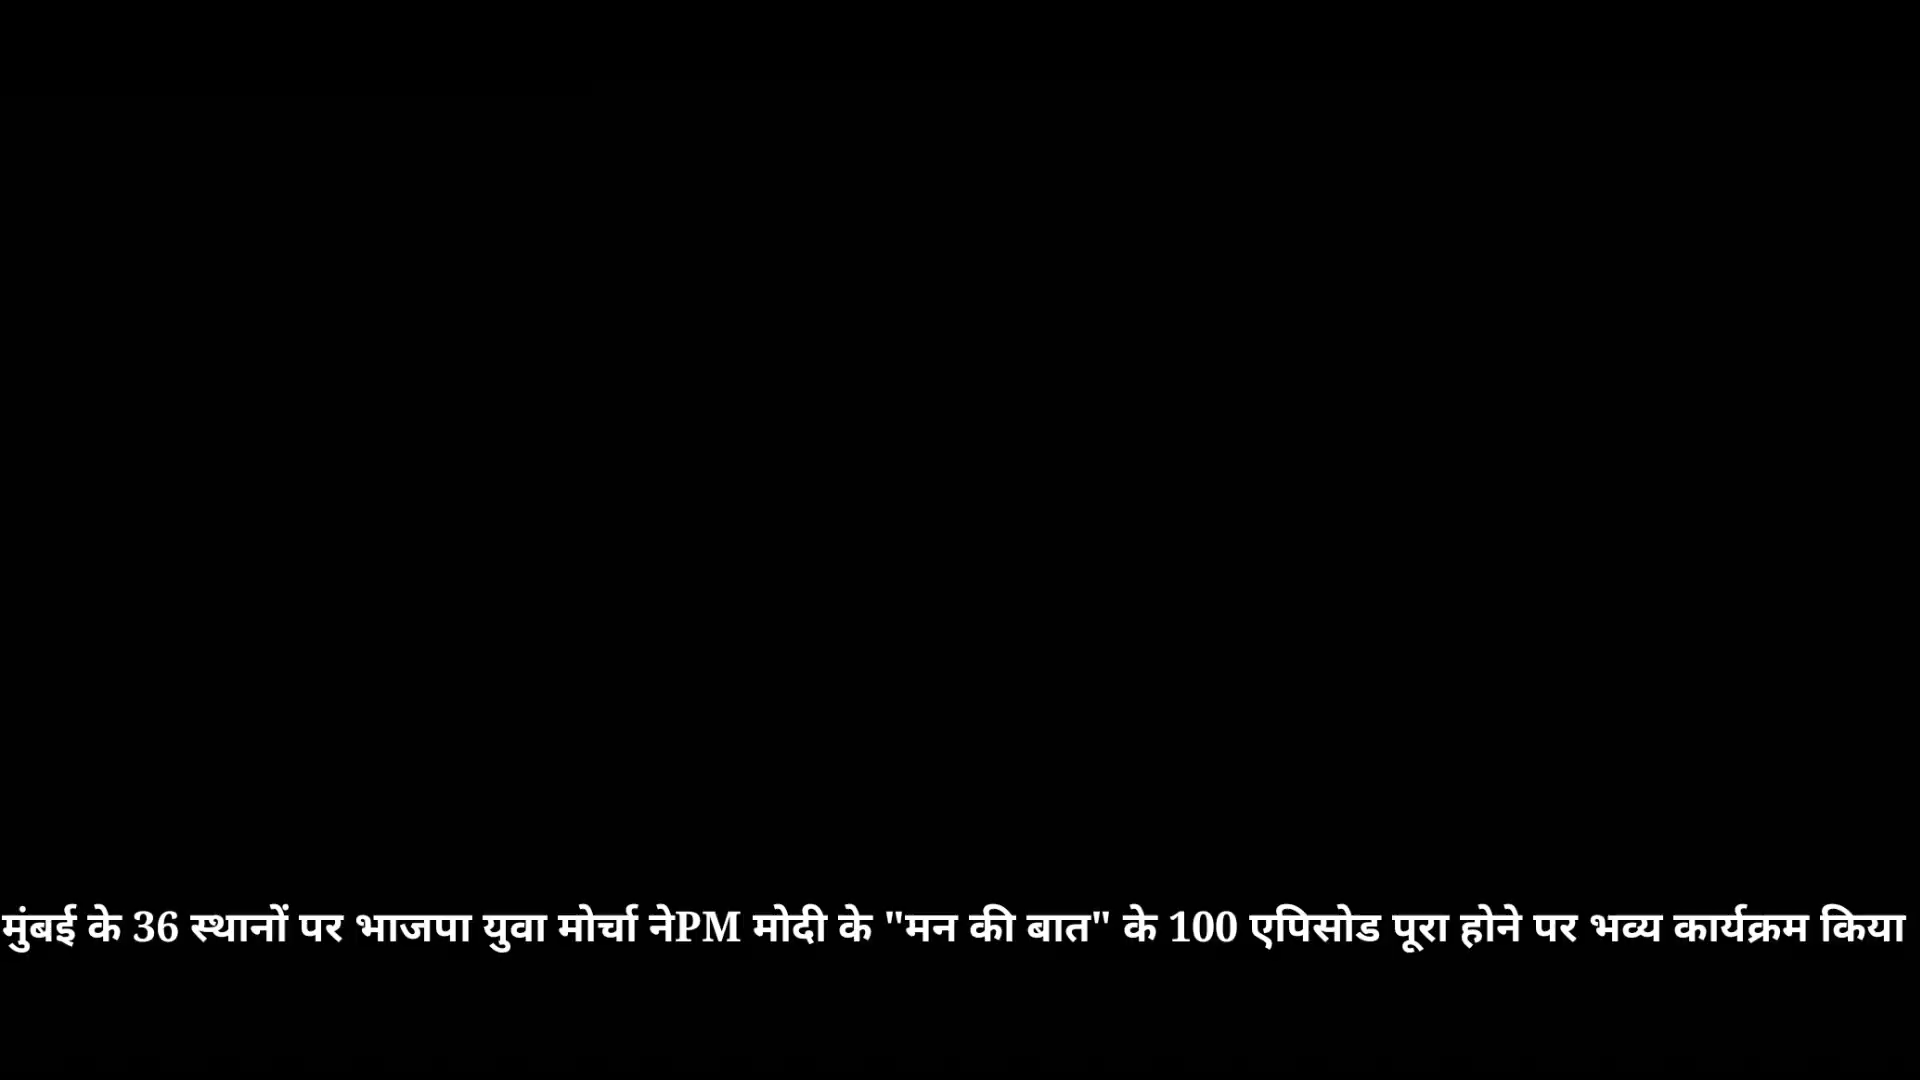 मुंबई के 36 स्थानों पर भाजपा युवा मोर्चा नेPM मोदी के "मन की बात" के 100 एपिसोड पूरा होने पर भव्य कार्यक्रम किया